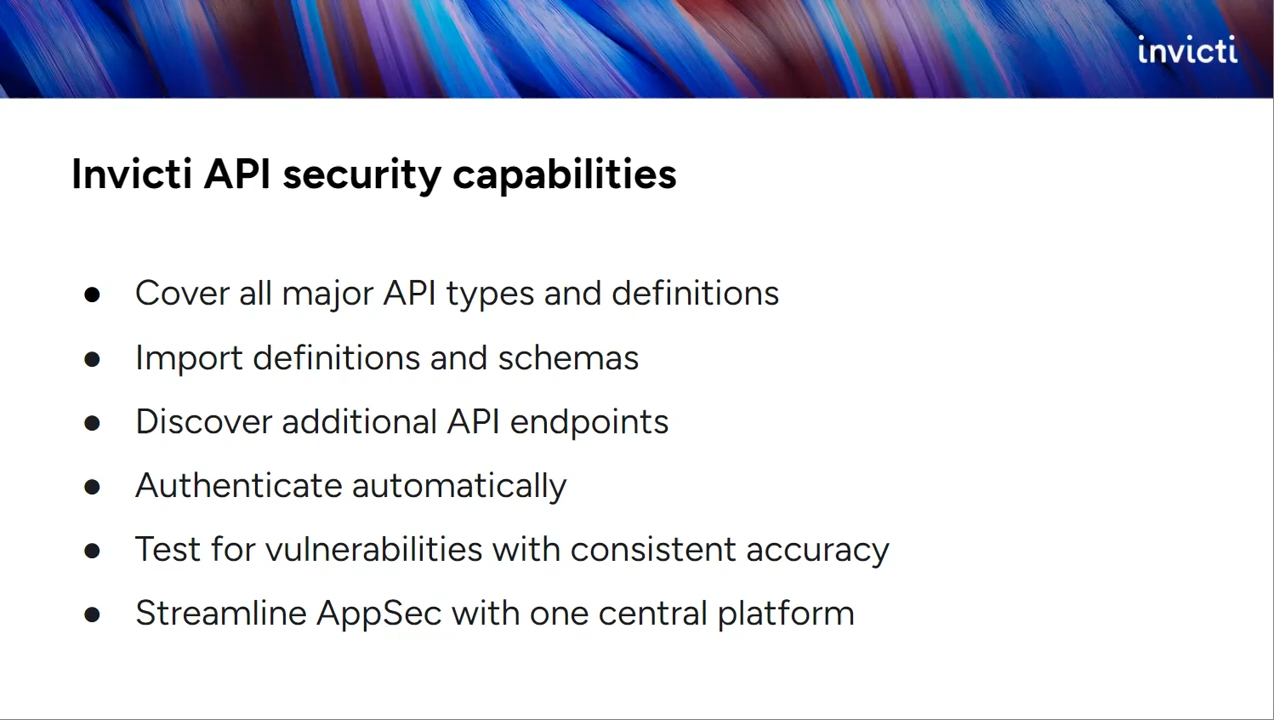 invicti
Invicti API security capabilities
● Cover all major API types and definitions
● Import definitions and schemas
● Discover additional API endpoints
● Authenticate automatically
● Test for vulnerabilities with consistent accuracy
● Streamline AppSec with one central platform